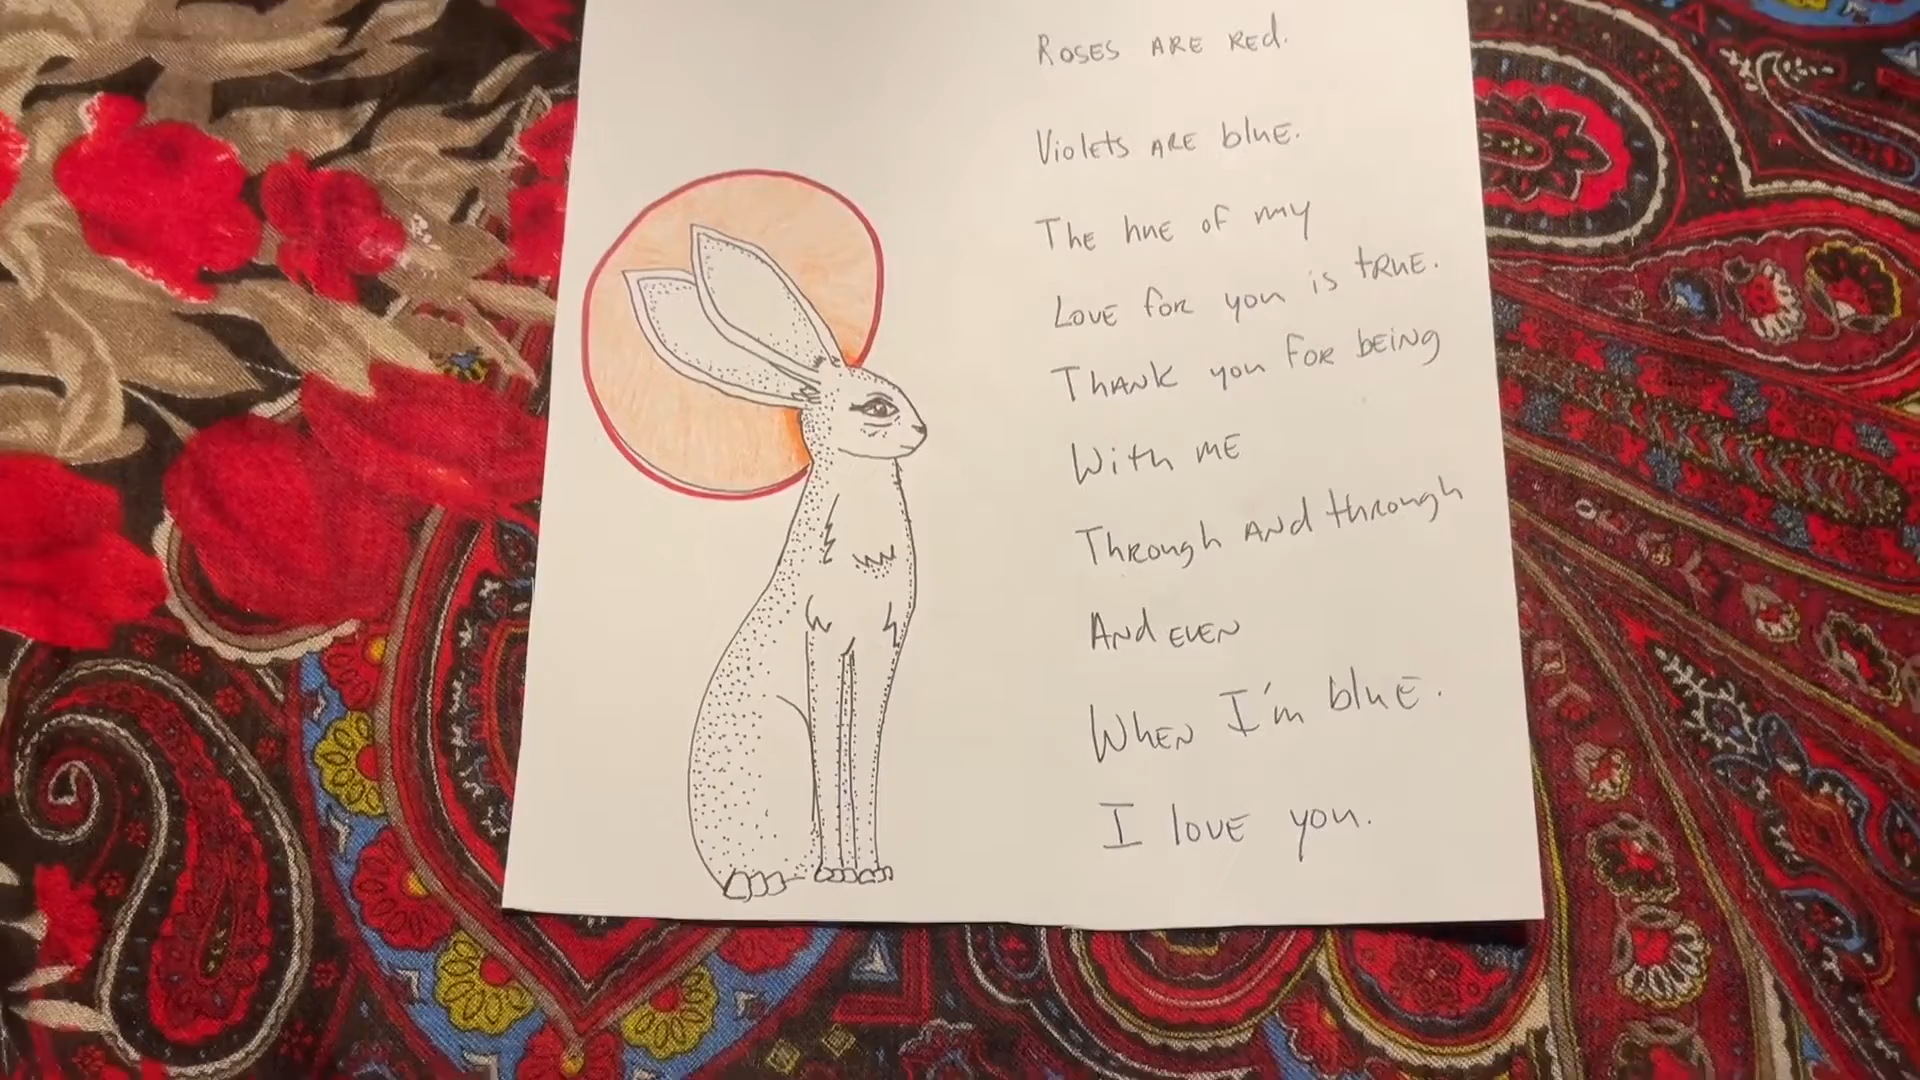 Roses are red.
Violets are blue.
The hue of my
Love for you is true.
Thank you for being
With me
Through and through
And even
When I'm blue.
I love you.